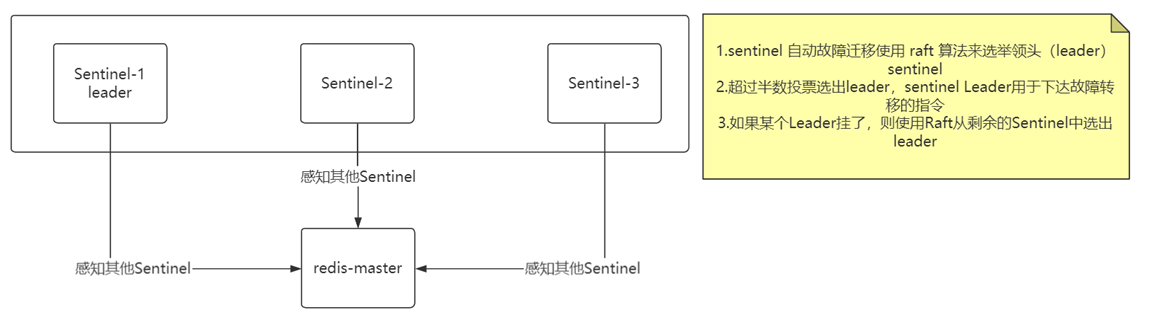 Sentinel-1
leader
Sentinel-2
Sentinel-3
感知其他Sentinel
感知其他Sentinel
redis-master
感知其他Sentinel
1.sentinel 自动故障迁移使用 raft 算法来选举领头（leader）
sentinel
2.超过半数投票选出leader，sentinel Leader用于下达故障转
移的指令
3.如果某个Leader挂了，则使用Raft从剩余的Sentinel中选出
leader